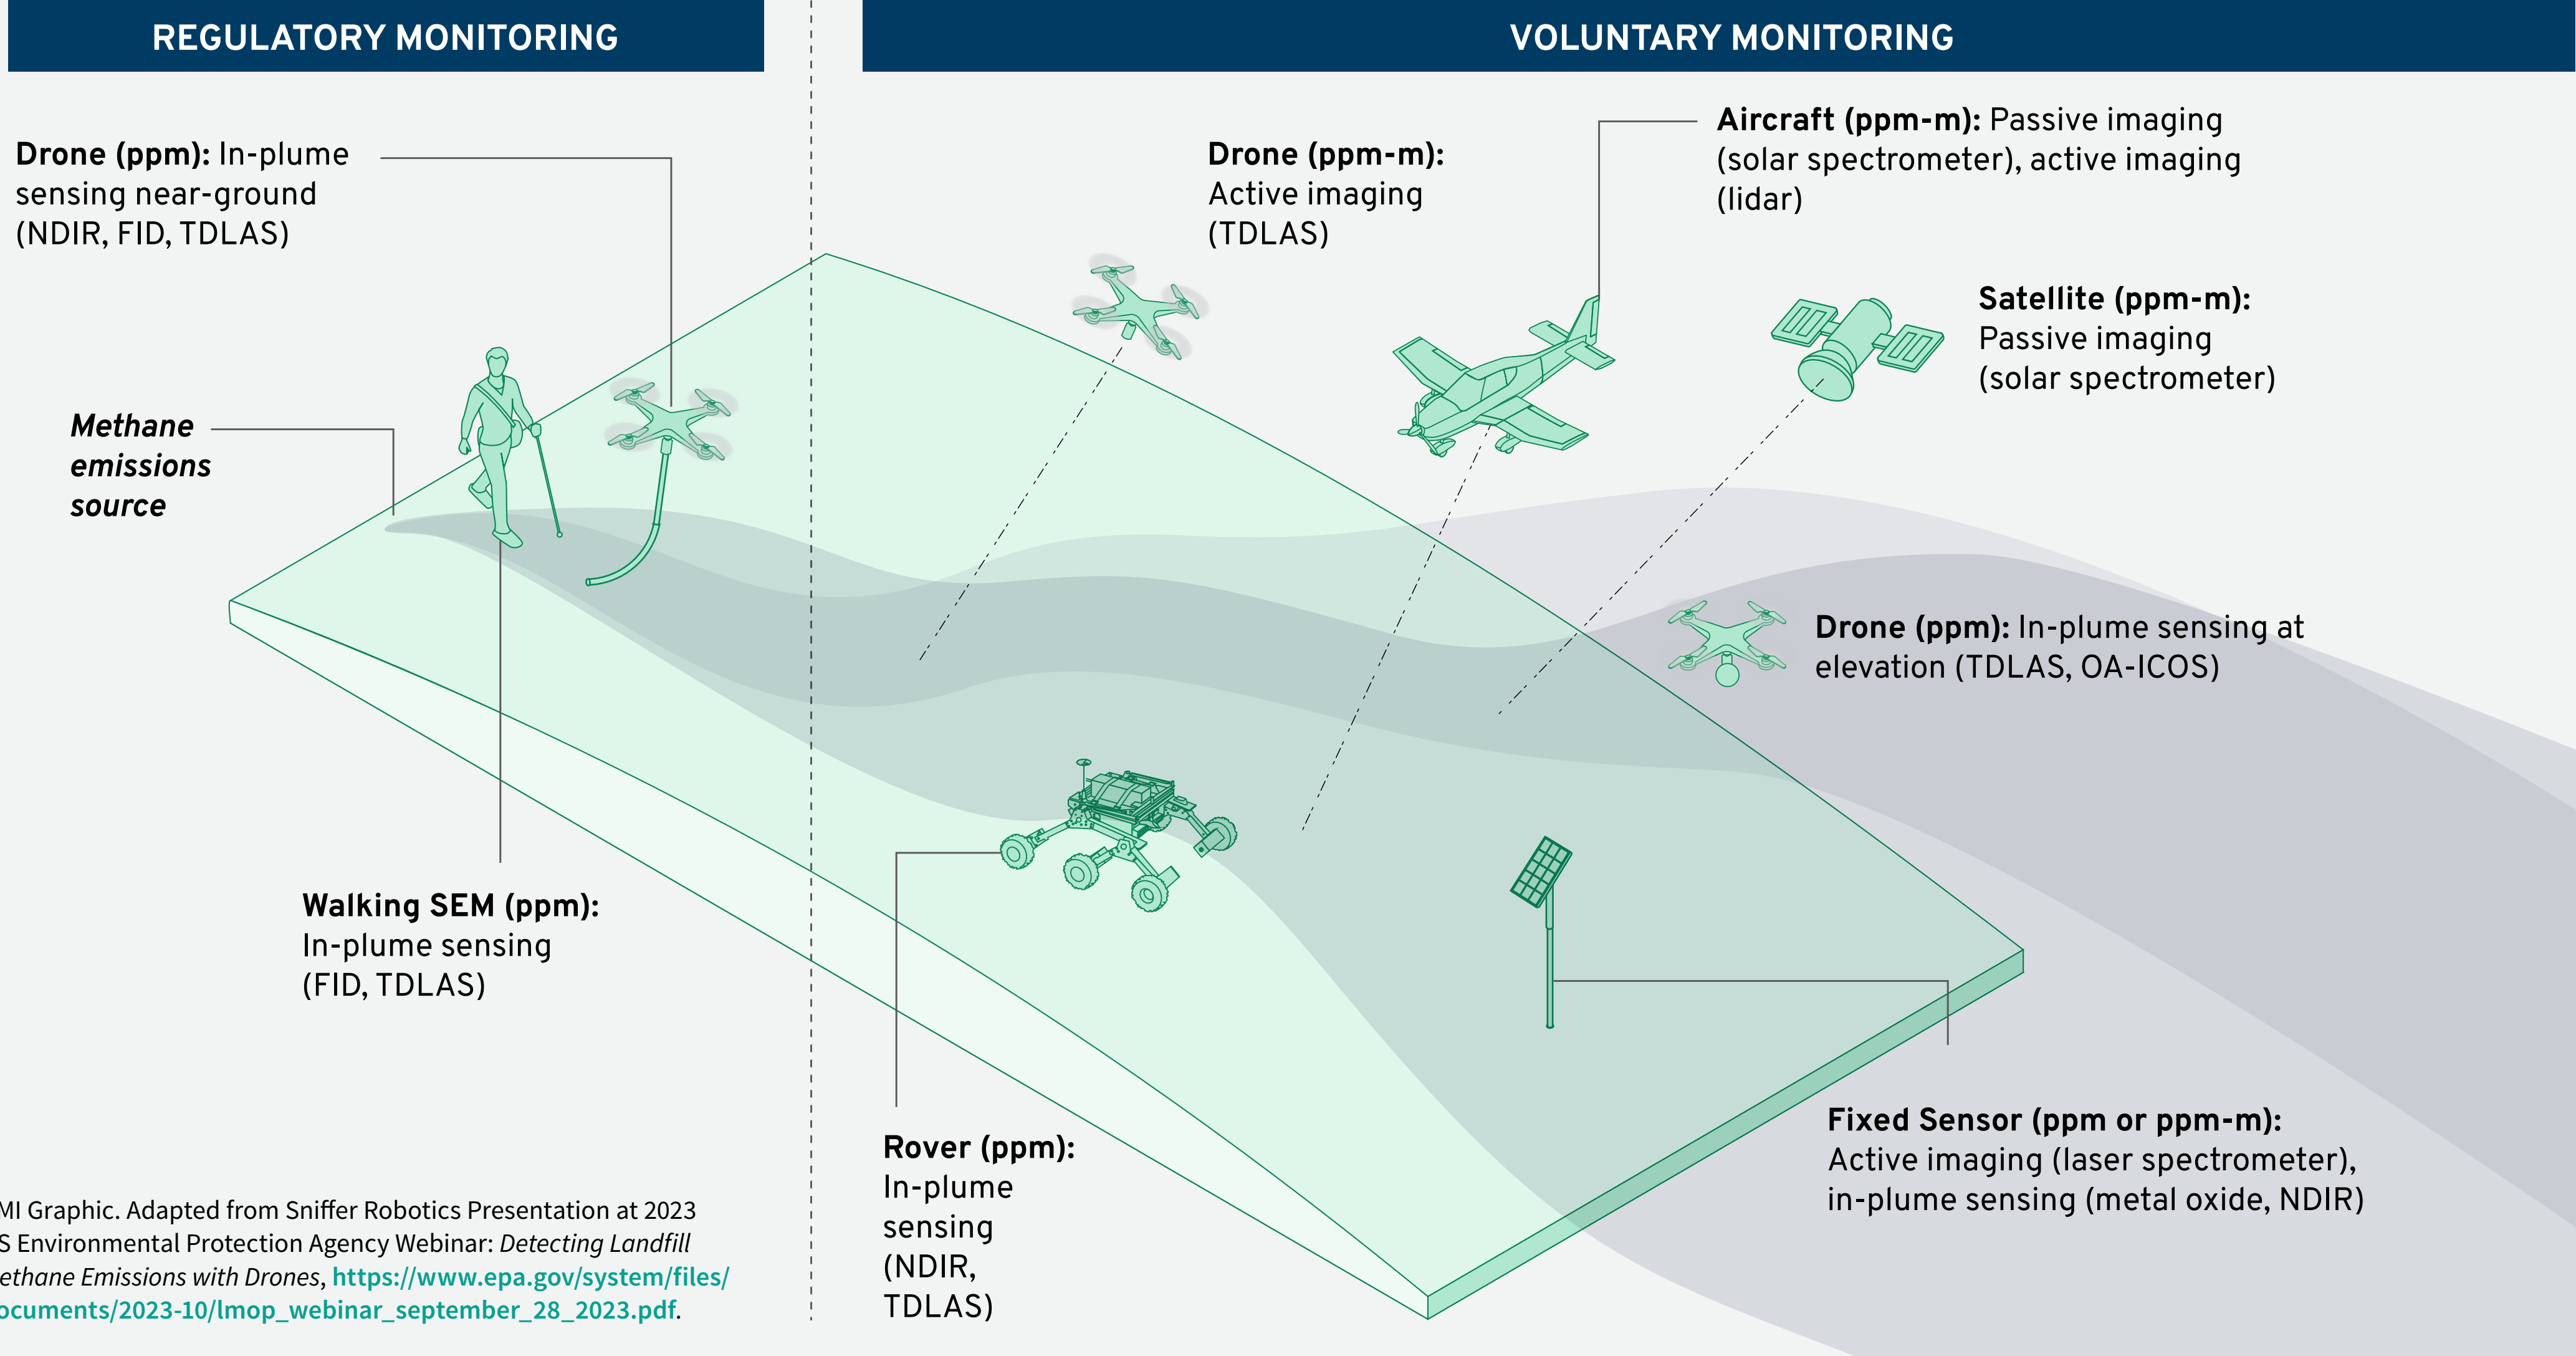 REGULATORY MONITORING
VOLUNTARY MONITORING
Drone (ppm): In-plume
sensing near-ground
(NDIR, FID, TDLAS)
Drone (ppm-m):
Active imaging
(TDLAS)
Aircraft (ppm-m): Passive imaging
(solar spectrometer), active imaging
(lidar)
Satellite (ppm-m):
Passive imaging
(solar spectrometer)
Methane
emissions
source
Drone (ppm): In-plume sensing at
elevation (TDLAS, OA-ICOS)
Walking SEM (ppm):
In-plume sensing
(FID, TDLAS)
Rover (ppm):
In-plume
sensing
(NDIR,
TDLAS)
Fixed Sensor (ppm or ppm-m):
Active imaging (laser spectrometer),
in-plume sensing (metal oxide, NDIR)
MI Graphic. Adapted from Sniffer Robotics Presentation at 2023
S Environmental Protection Agency Webinar: Detecting Landfill
ethane Emissions with Drones, https://www.epa.gov/system/files/
ocuments/2023-10/lmop_webinar_september_28_2023.pdf.